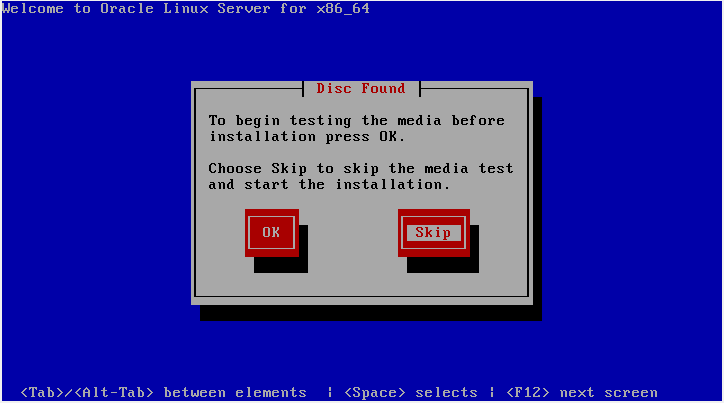 Welcome to Oracle Linux Server for x86_64
Disc Found
To begin testing the media before
installation press OK.
Choose Skip to skip the media test
and start the installation.
OK Skip
<Tab>/<Alt-Tab> between elements | <Space> selects | <F12> next screen